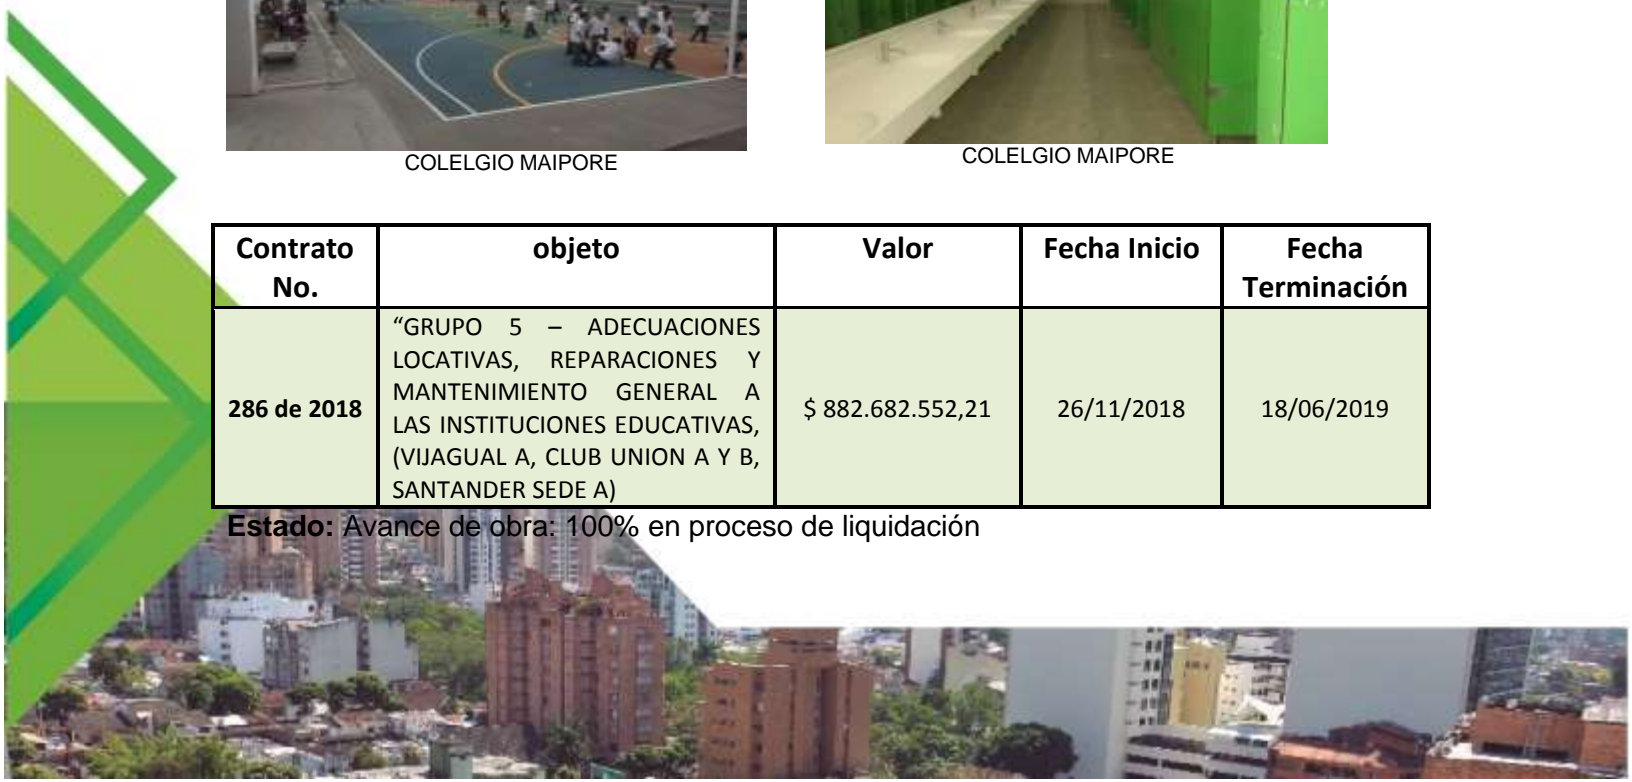 COLELGIO MAIPORE
COLELGIO MAIPORE
Contrato No.
objeto
Valor
Fecha Inicio
Fecha Terminación
286 de 2018
“GRUPO 5 – ADECUACIONES
LOCATIVAS, REPARACIONES Y
MANTENIMIENTO GENERAL A
LAS INSTITUCIONES EDUCATIVAS,
(VIJAGUAL A, CLUB UNION A Y B,
SANTANDER SEDE A)
$ 882.682.552,21
26/11/2018
18/06/2019
Estado: Avance de obra: 100% en proceso de liquidación